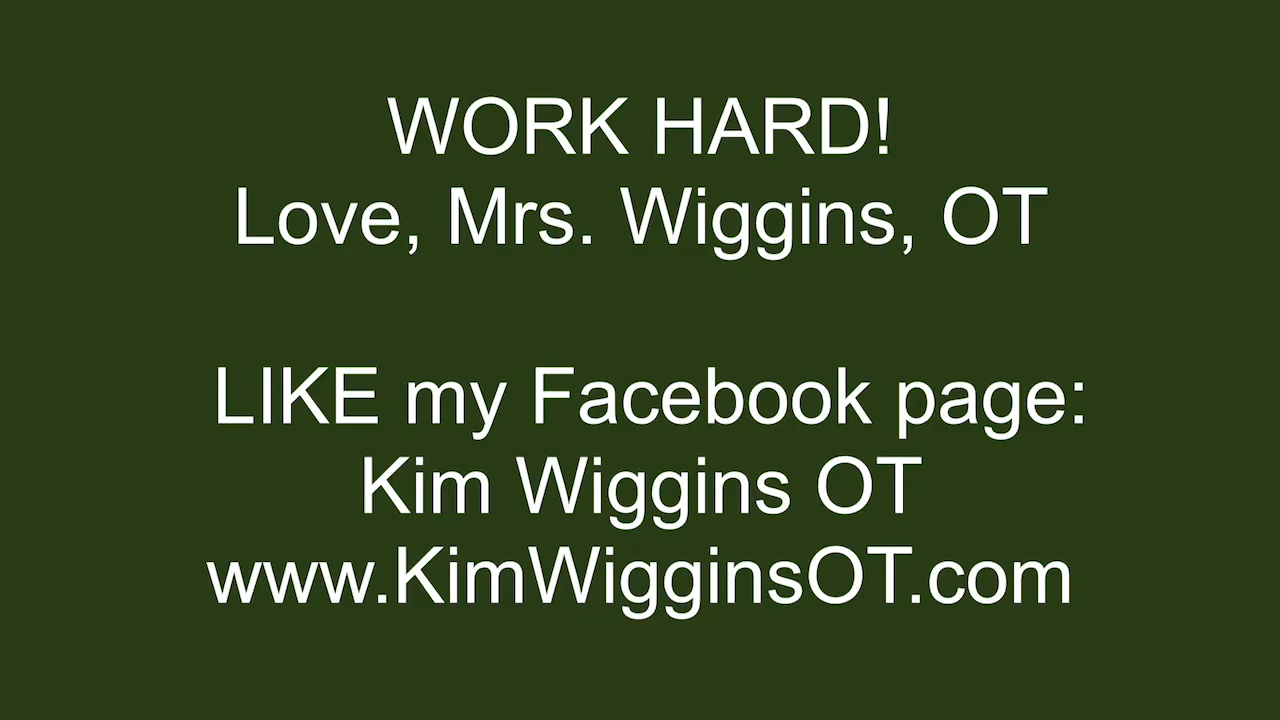 WORK HARD!
Love, Mrs. Wiggins, OT
LIKE my Facebook page:
Kim Wiggins OT
www.KimWigginsOT.com